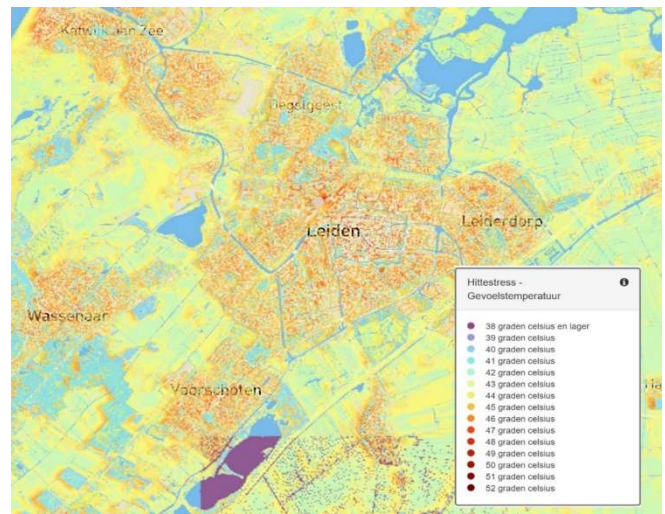 Katwijk aan Zee
Oegstgeest
Leiden
Leiderdorp
Wassenaar
Voorschoten
Ha
Hittestress -
Gevoelstemperatuur
38 graden celsius en lager
39 graden celsius
40 graden celsius
41 graden celsius
42 graden celsius
43 graden celsius
44 graden celsius
45 graden celsius
46 graden celsius
47 graden celsius
48 graden celsius
49 graden celsius
50 graden celsius
51 graden celsius
52 graden celsius